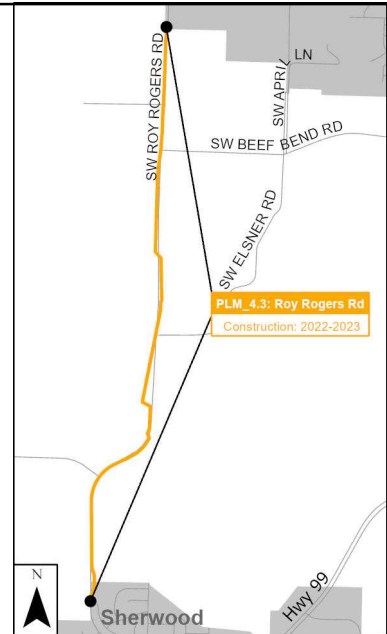 SW ROY ROGERS RD
SW APRIL LN
SW BEEF BEND RD
SW ELSNER RD
PLM_4.3: Roy Rogers Rd
Construction: 2022-2023
Hwy 99
N
Sherwood